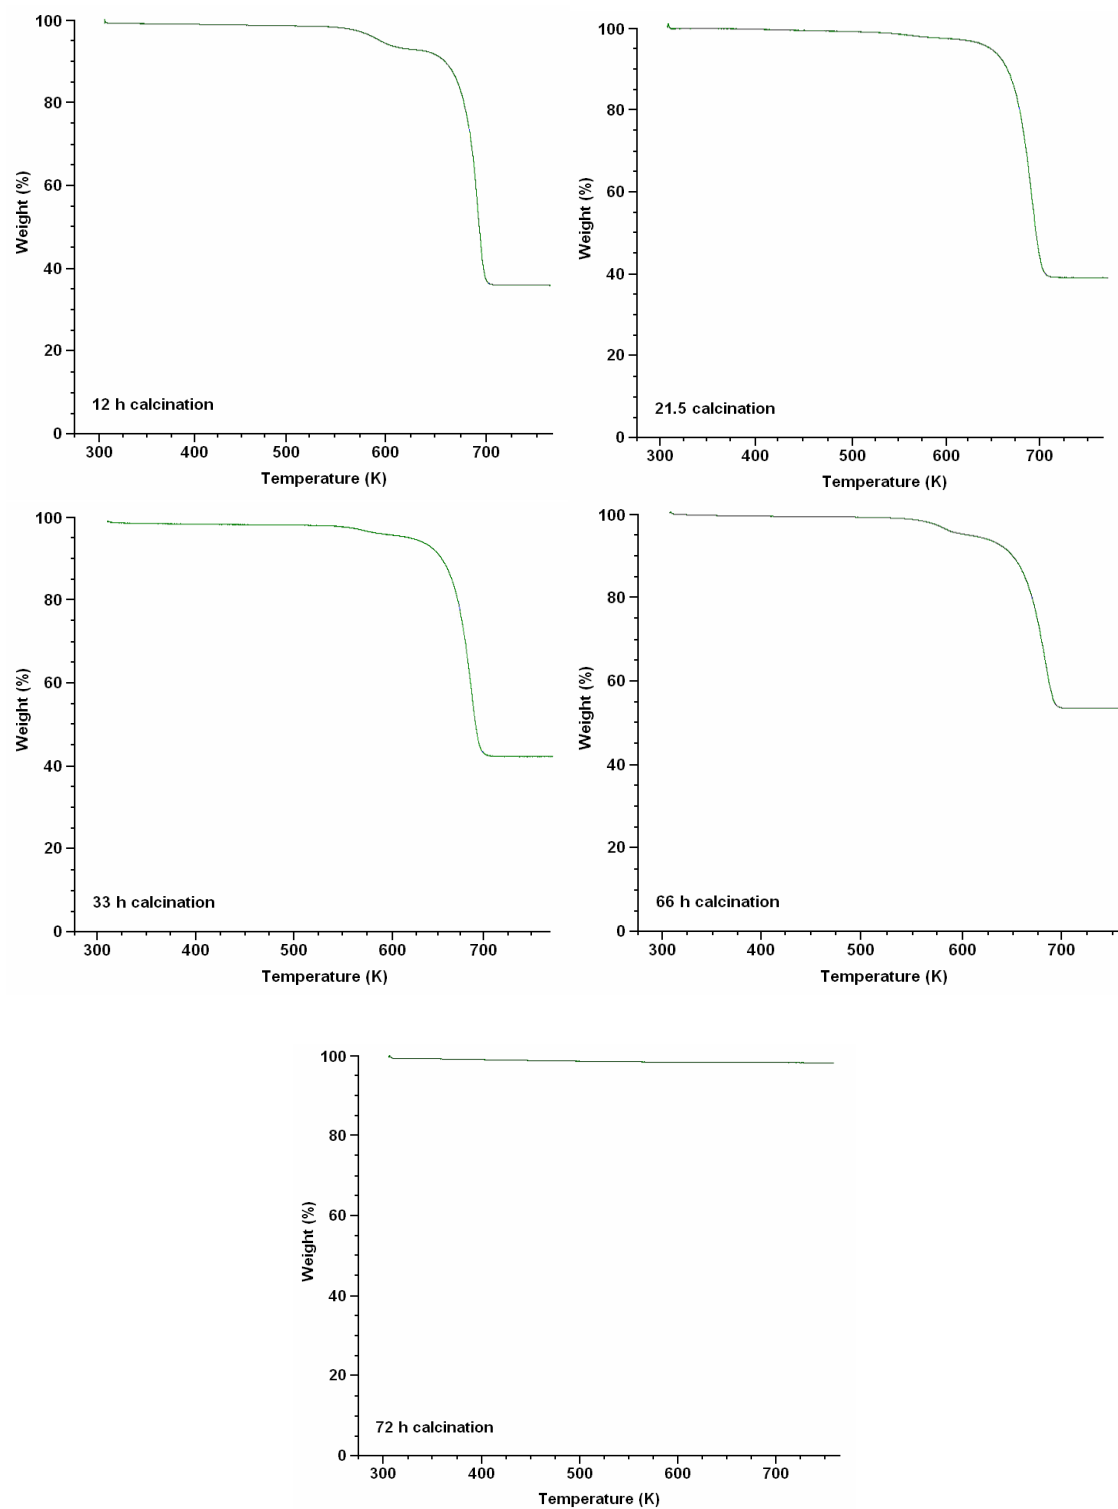 100
80
60
40
20
0
Weight (%)
12 h calcination
300 400 500 600 700
Temperature (K)
100
80
60
40
20
0
Weight (%)
21.5 calcination
300 400 500 600 700
Temperature (K)
100
80
60
40
20
0
Weight (%)
33 h calcination
300 400 500 600 700
Temperature (K)
100
80
60
40
20
0
Weight (%)
66 h calcination
300 400 500 600 700
Temperature (K)
100
80
60
40
20
0
Weight (%)
72 h calcination
300 400 500 600 700
Temperature (K)